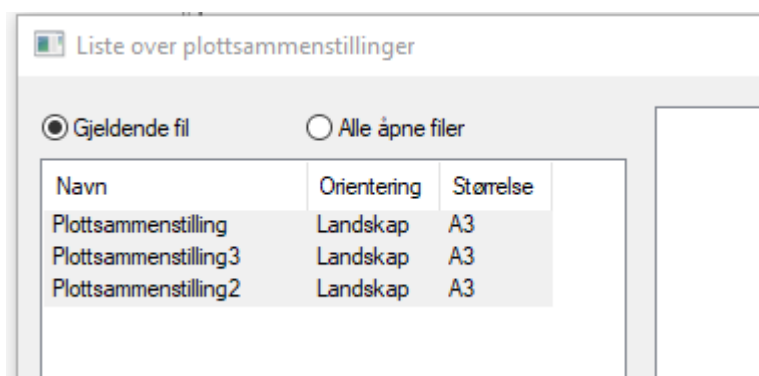 Liste over plottsammenstillinger
Gjeldende fil Alle åpne filer
Navn Orientering Størrelse
Plottsammenstilling Landskap A3
Plottsammenstilling3 Landskap A3
Plottsammenstilling2 Landskap A3